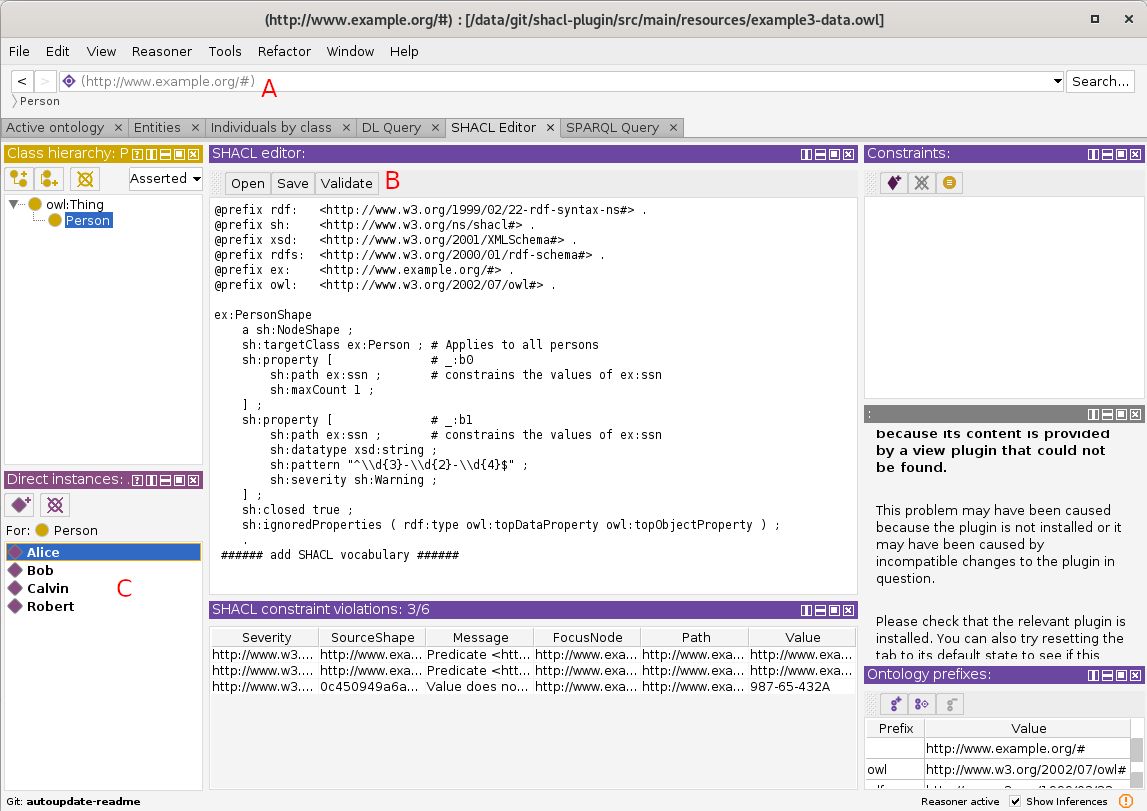 (http://www.example.org/#) : [/data/git/shacl-plugin/src/main/resources/example3-data.owl]
File Edit View Reasoner Tools Refactor Window Help
< > (http://www.example.org/#) A Search...
Person
Active ontology × Entities × Individuals by class × DL Query × SHACL Editor × SPARQL Query ×
Class hierarchy: P
Asserted
owl:Thing
Person
Direct instances: .
For: Person
Alice
Bob
Calvin
Robert
C
SHACL editor:
Open Save Validate B
@prefix rdf:   <http://www.w3.org/1999/02/22-rdf-syntax-ns#> .
@prefix sh:    <http://www.w3.org/ns/shacl#> .
@prefix xsd:   <http://www.w3.org/2001/XMLSchema#> .
@prefix rdfs:  <http://www.w3.org/2000/01/rdf-schema#> .
@prefix ex:    <http://www.example.org/#> .
@prefix owl:   <http://www.w3.org/2002/07/owl#> .
ex:PersonShape
    a sh:NodeShape ;
    sh:targetClass ex:Person ; # Applies to all persons
    sh:property [              # _:b0
        sh:path ex:ssn ;       # constrains the values of ex:ssn
        sh:maxCount 1 ;
    ] ;
    sh:property [              # _:b1
        sh:path ex:ssn ;       # constrains the values of ex:ssn
        sh:datatype xsd:string ;
        sh:pattern "^\\d{3}-\\d{2}-\\d{4}$" ;
        sh:severity sh:Warning ;
    ] ;
    sh:closed true ;
    sh:ignoredProperties ( rdf:type owl:topDataProperty owl:topObjectProperty ) ;
    .
 ###### add SHACL vocabulary ######
SHACL constraint violations: 3/6
Severity SourceShape Message FocusNode Path Value
http://www.w3.... http://www.exa... Predicate <htt... http://www.exa... http://www.exa... http://www.exa...
http://www.w3.... http://www.exa... Predicate <htt... http://www.exa... http://www.exa... http://www.exa...
http://www.w3.... 0c450949a6a... Value does no... http://www.exa... http://www.exa... 987-65-432A
Constraints:
:
because its content is provided
by a view plugin that could not
be found.
This problem may have been caused
because the plugin is not installed or it
may have been caused by
incompatible changes to the plugin in
question.
Please check that the relevant plugin is
installed. You can also try resetting the
tab to its default state to see if this
Ontology prefixes:
Prefix Value
http://www.example.org/#
owl http://www.w3.org/2002/07/owl#
Git: autoupdate-readme
Reasoner active Show Inferences